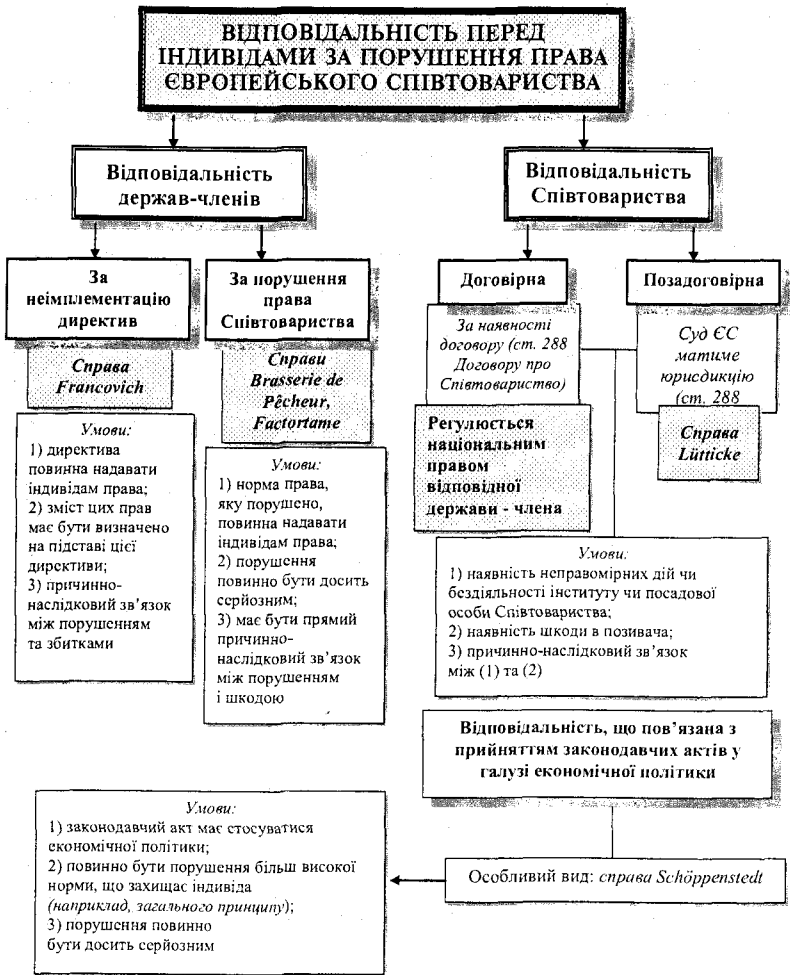 ВІДПОВІДАЛЬНІСТЬ ПЕРЕД
ІНДИВІДАМИ ЗА ПОРУШЕННЯ ПРАВА
ЄВРОПЕЙСЬКОГО СПІВТОВАРИСТВА
Відповідальність
держав-членів
Відповідальність
Співтовариства
За
неімплементацію
директив
За порушення
права
Співтовариства
Договірна
Позадоговірна
Справа
Francovich
Справи
Brasserie de
Pêcheur,
Factortame
За наявності
договору (ст. 288
Договору про
Співтовариство)
Суд ЄС
матиме
юрисдикцію
(ст. 288
Регулюється
національним
правом
відповідної
держави - члена
Справа
Lütticke
Умови:
1) директива
повинна надавати
індивідам права;
2) зміст цих прав
має бути визначено
на підставі цієї
директиви;
3) причинно-
наслідковий зв’язок
між порушенням
та збитками
Умови:
1) норма права,
яку порушено,
повинна надавати
індивідам права;
2) порушення
повинно бути досить
серйозним;
3) має бути прямий
причинно-
наслідковий зв’язок
між порушенням
і шкодою
Умови:
1) наявність неправомірних дій чи
бездіяльності інституту чи посадової
особи Співтовариства;
2) наявність шкоди в позивача;
3) причинно-наслідковий зв’язок
між (1) та (2)
Відповідальність, що пов’язана з
прийняттям законодавчих актів у
галузі економічної політики
Особливий вид: справа Schöppenstedt
Умови:
1) законодавчий акт має стосуватися
економічної політики;
2) повинно бути порушення більш високої
норми, що захищає індивіда
(наприклад, загального принципу);
3) порушення повинно
бути досить серйозним